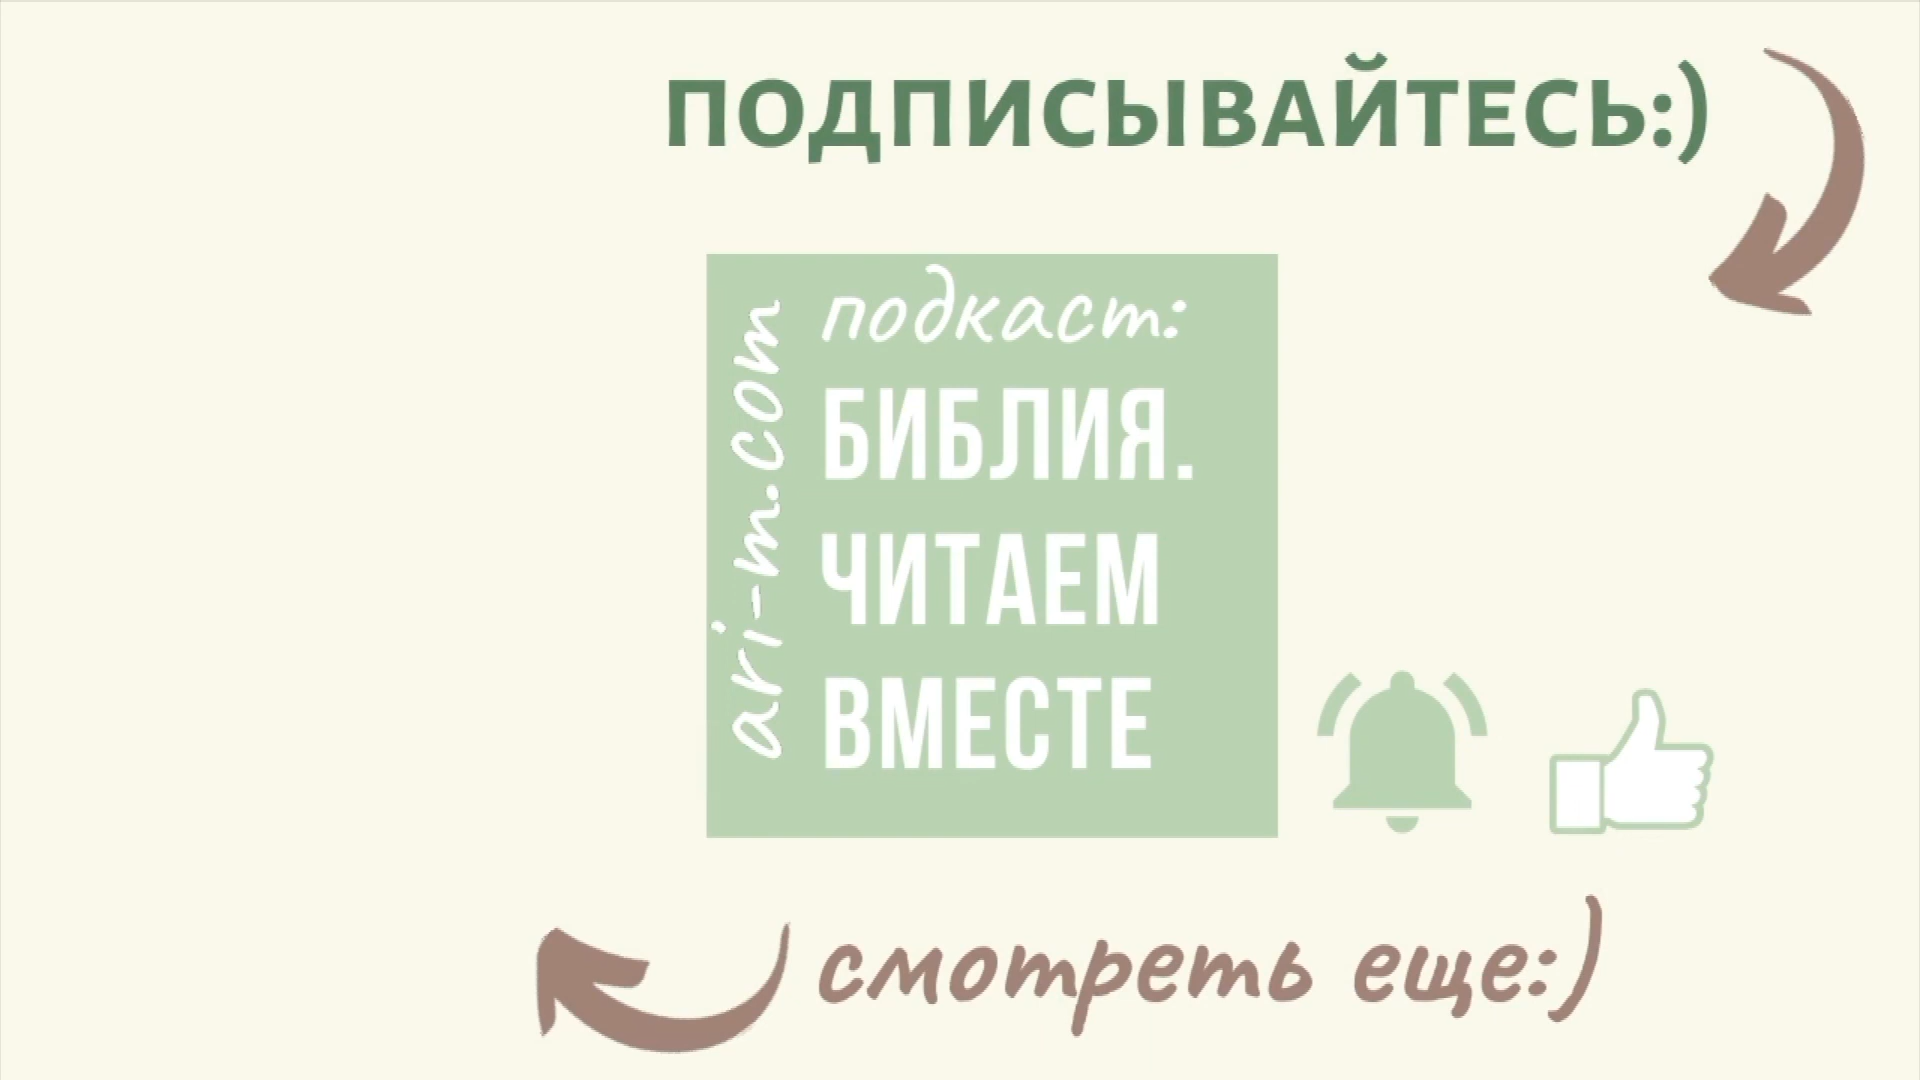 ПОДПИСЫВАЙТЕСЬ:)
ari-m.com
подкаст:
БИБЛИЯ.
ЧИТАЕМ
ВМЕСТЕ
смотреть еще:)